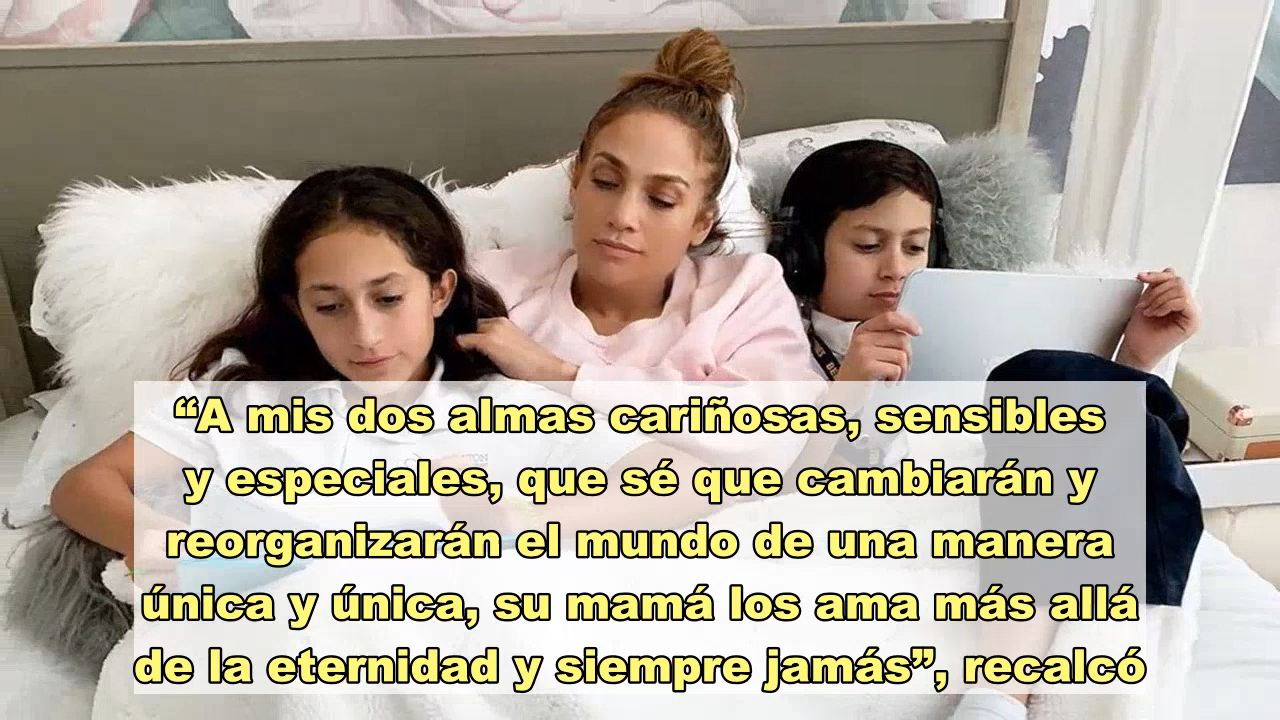 “A mis dos almas cariñosas, sensibles
y especiales, que sé que cambiarán y
reorganizarán el mundo de una manera
única y única, su mamá los ama más allá
de la eternidad y siempre jamás”, recalcó